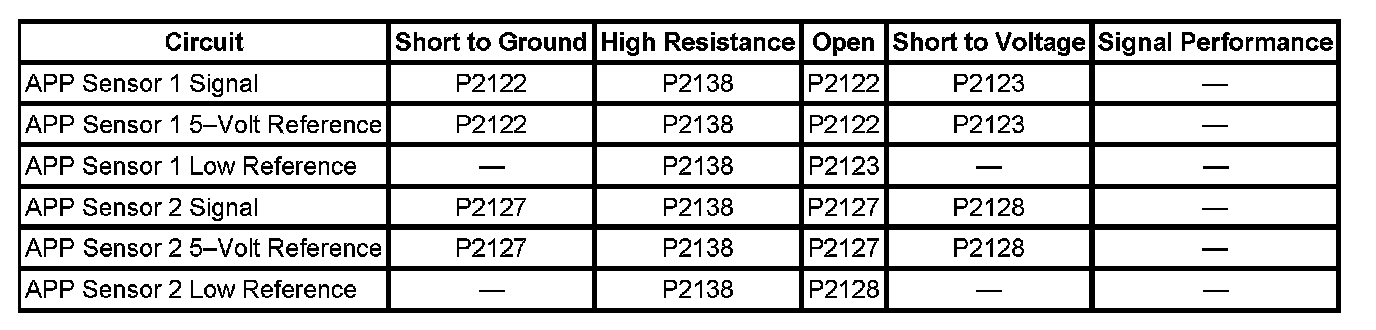 Circuit Short to Ground High Resistance Open Short to Voltage Signal Performance
APP Sensor 1 Signal P2122 P2138 P2122 P2123 —
APP Sensor 1 5–Volt Reference P2122 P2138 P2122 P2123 —
APP Sensor 1 Low Reference — P2138 P2123 — —
APP Sensor 2 Signal P2127 P2138 P2127 P2128 —
APP Sensor 2 5–Volt Reference P2127 P2138 P2127 P2128 —
APP Sensor 2 Low Reference — P2138 P2128 — —